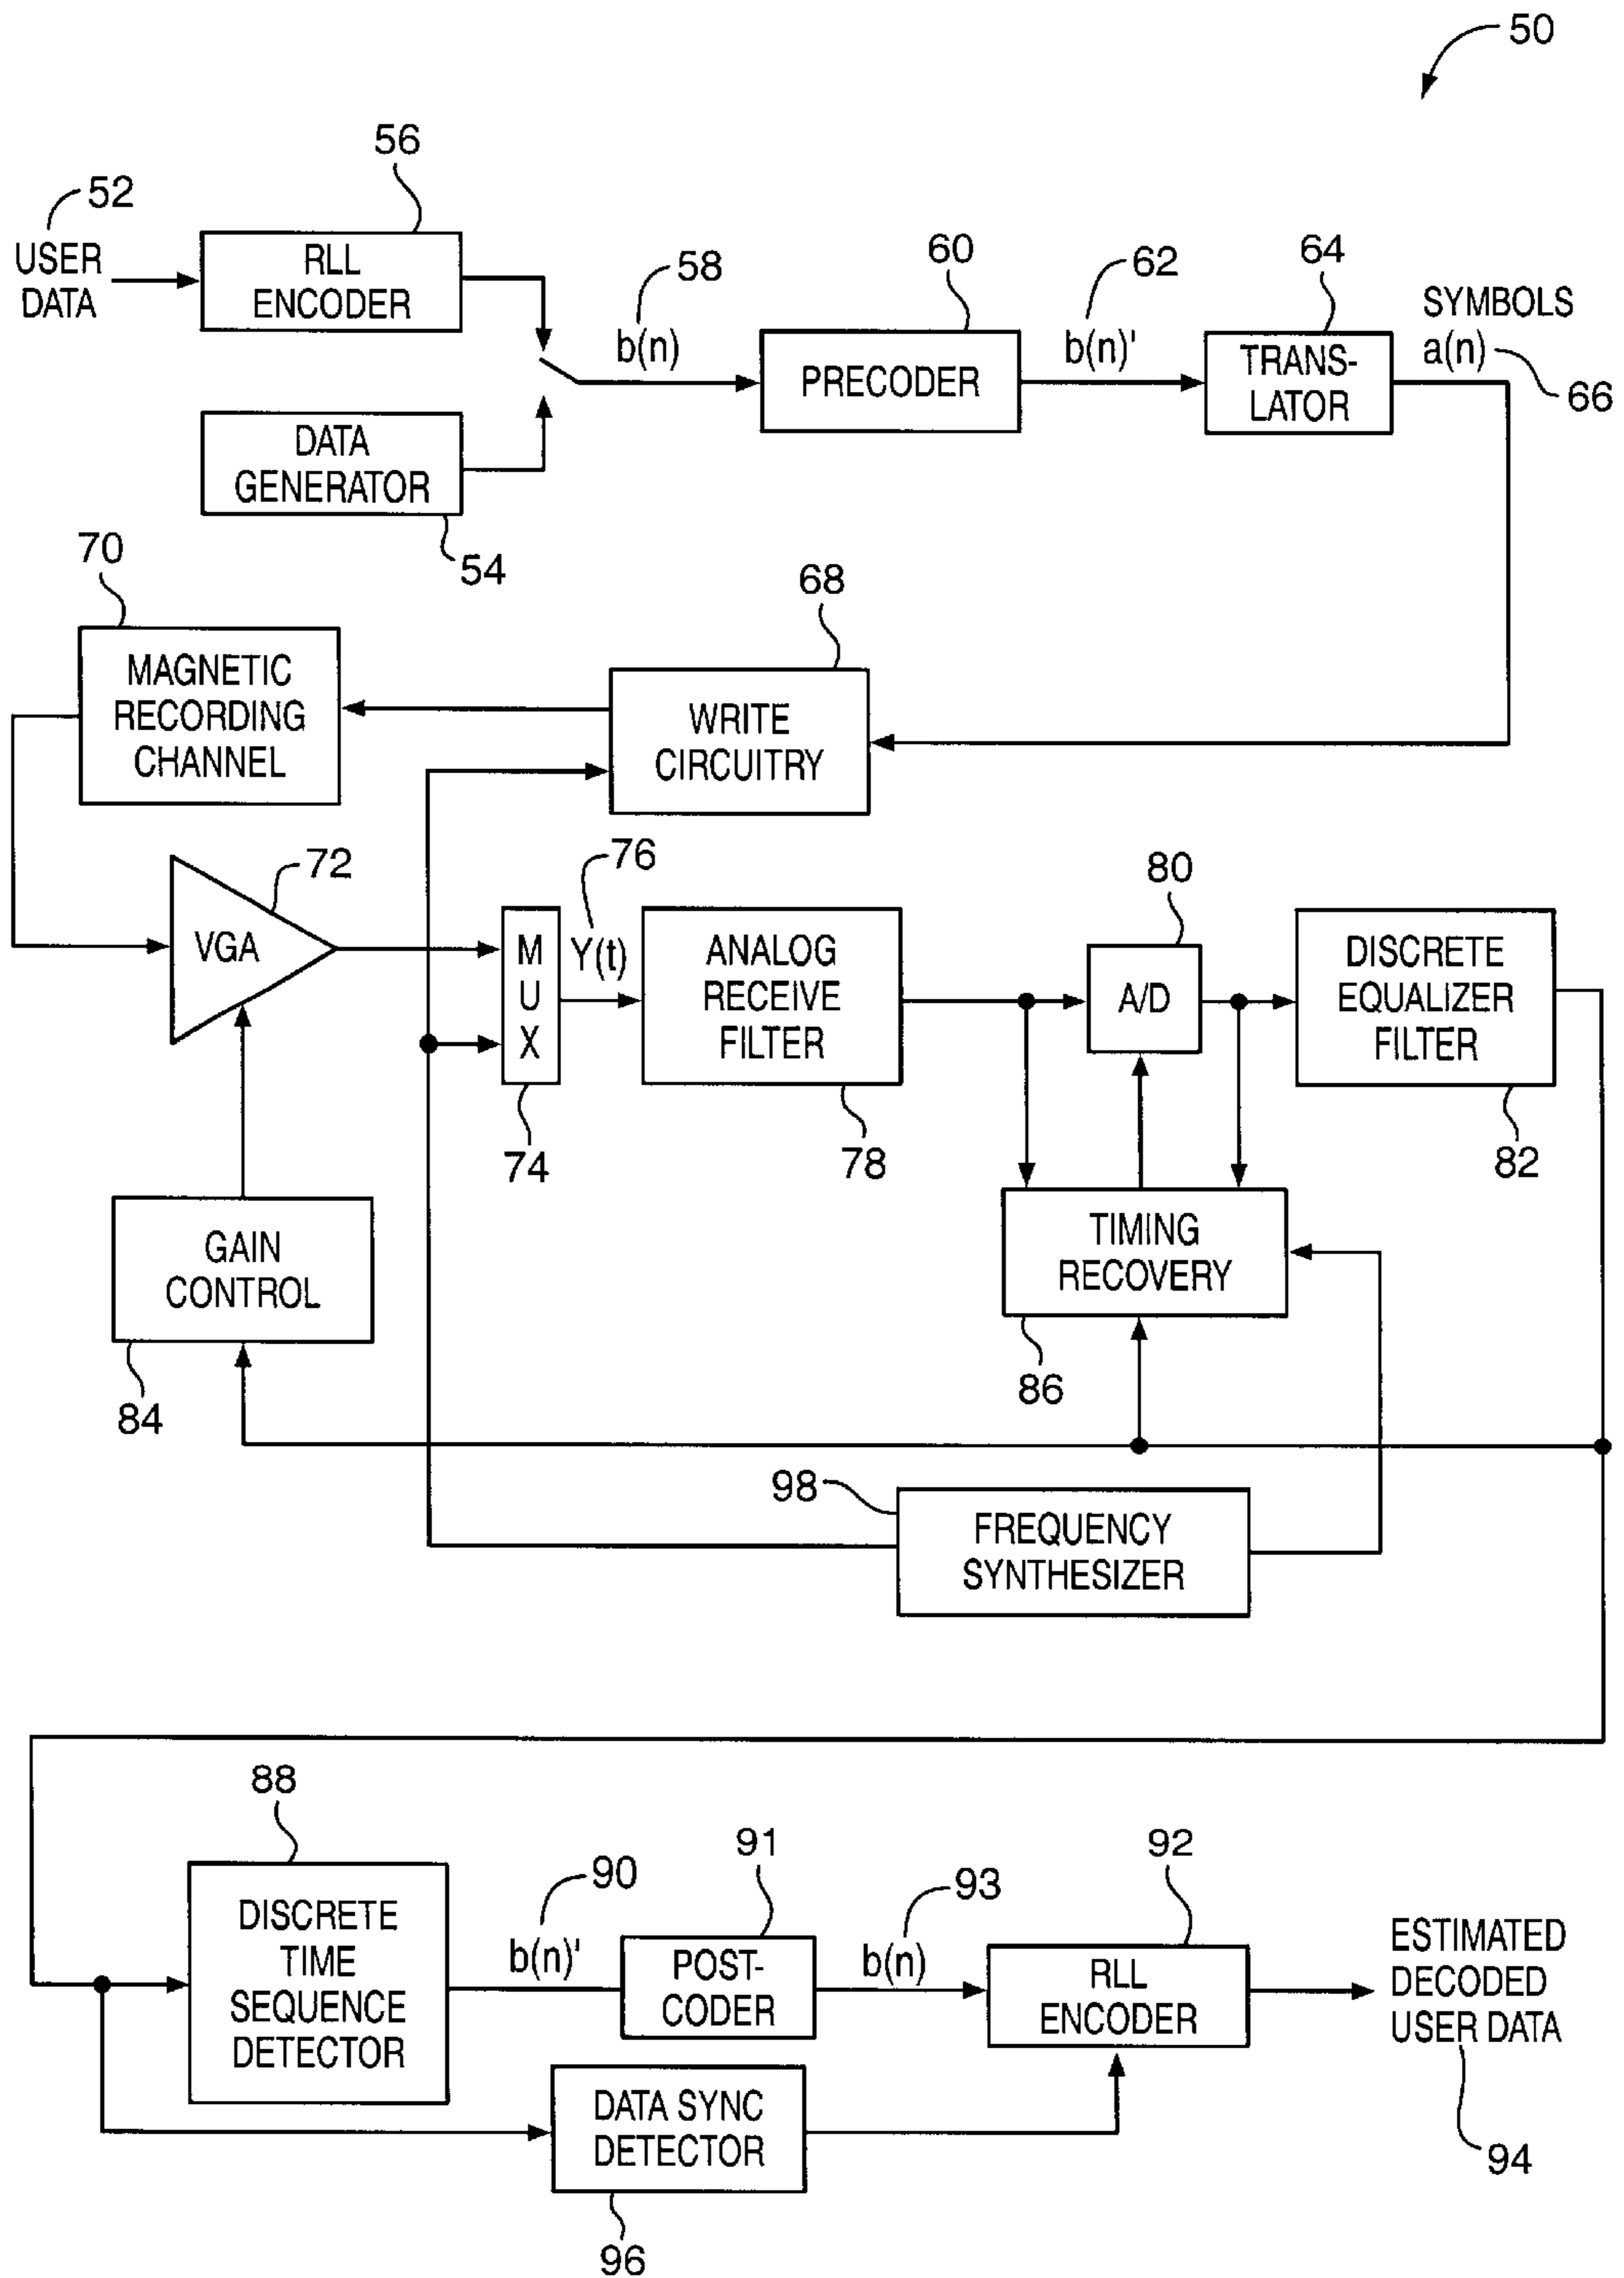 50
56
52
USER
DATA
RLL
ENCODER
58
b(n)
60
PRECODER
62
b(n)'
64
TRANS-
LATOR
SYMBOLS
a(n)
66
DATA
GENERATOR
54
70
MAGNETIC
RECORDING
CHANNEL
68
WRITE
CIRCUITRY
72
VGA
M
U
X
74
76
Y(t)
ANALOG
RECEIVE
FILTER
78
80
A/D
DISCRETE
EQUALIZER
FILTER
82
GAIN
CONTROL
84
TIMING
RECOVERY
86
98
FREQUENCY
SYNTHESIZER
88
DISCRETE
TIME
SEQUENCE
DETECTOR
90
b(n)'
91
POST-
CODER
93
b(n)
92
RLL
ENCODER
ESTIMATED
DECODED
USER DATA
94
DATA SYNC
DETECTOR
96